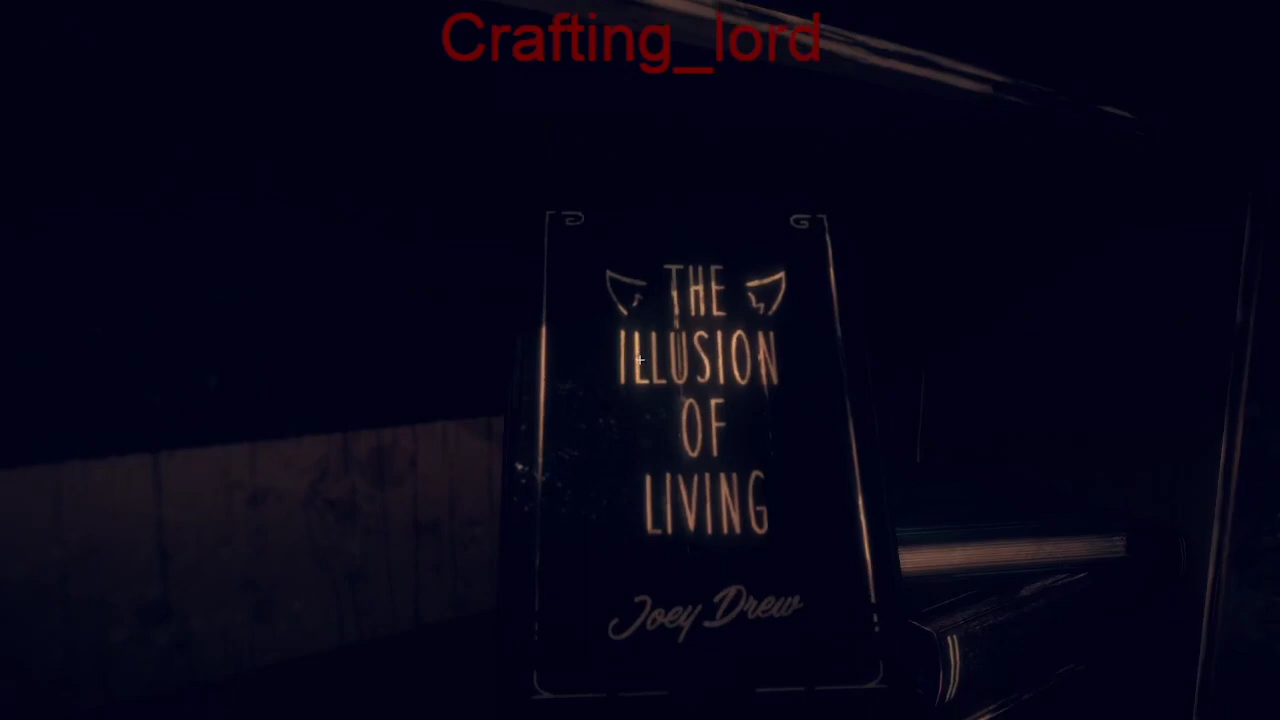 Crafting_lord
THE
ILLUSION
OF
LIVING
Joey Drew